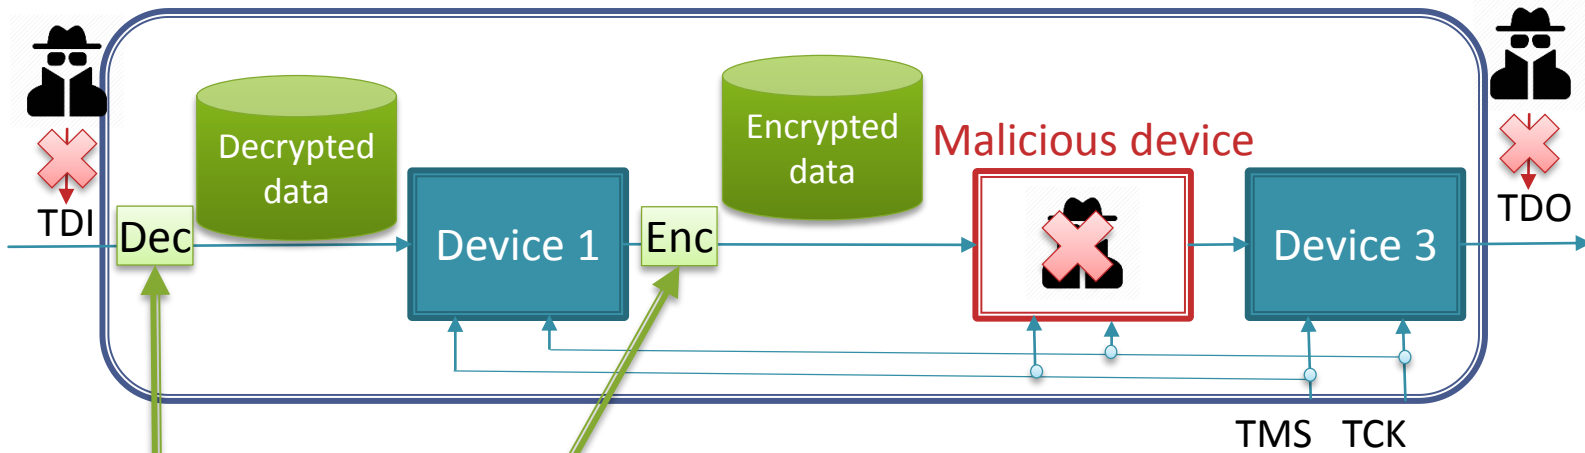 Decrypted
data
Encrypted
data
Malicious device
TDI
Dec
Device 1
Enc
Device 3
TDO
TMS TCK